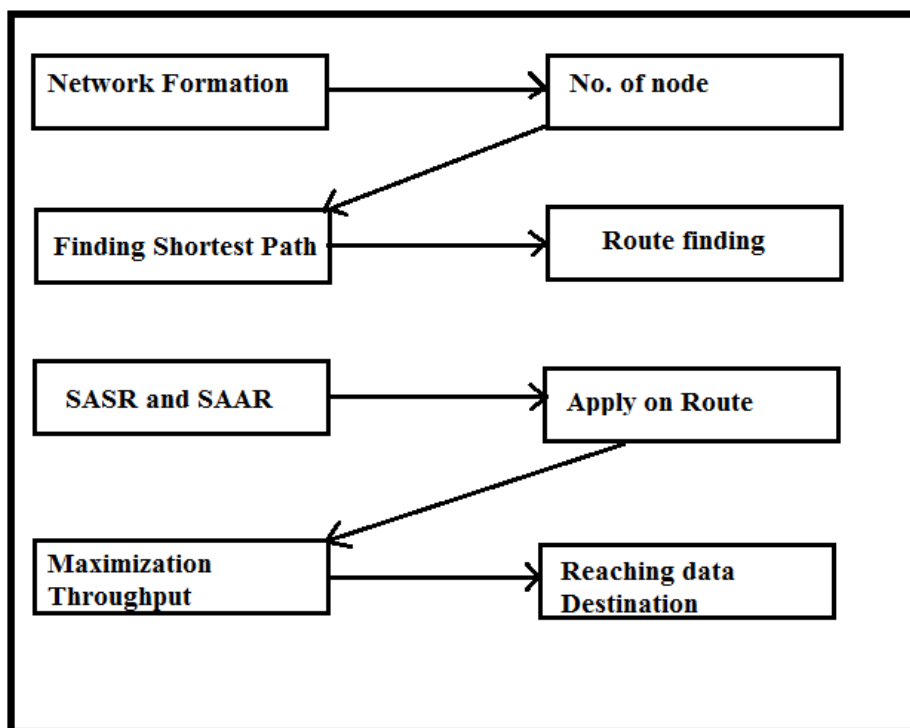 Network Formation
No. of node
Finding Shortest Path
Route finding
SASR and SAAR
Apply on Route
Maximization
Throughput
Reaching data
Destination